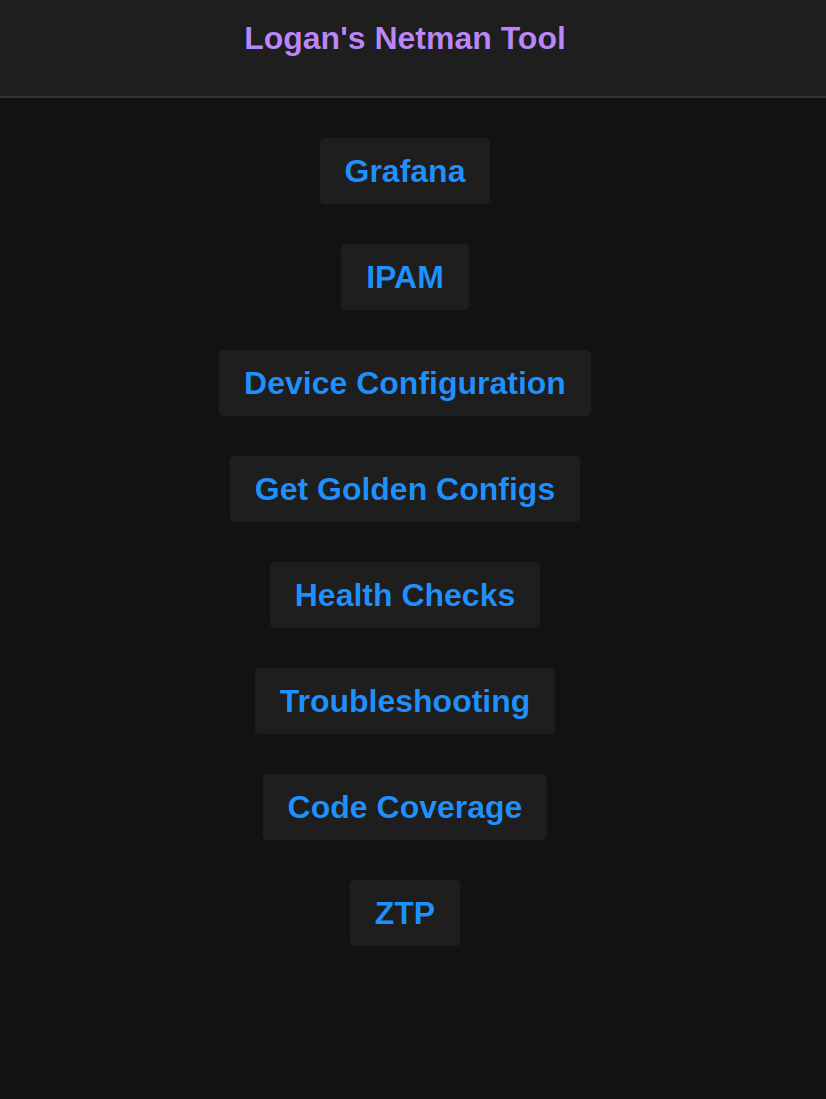 Logan's Netman Tool
Grafana
IPAM
Device Configuration
Get Golden Configs
Health Checks
Troubleshooting
Code Coverage
ZTP